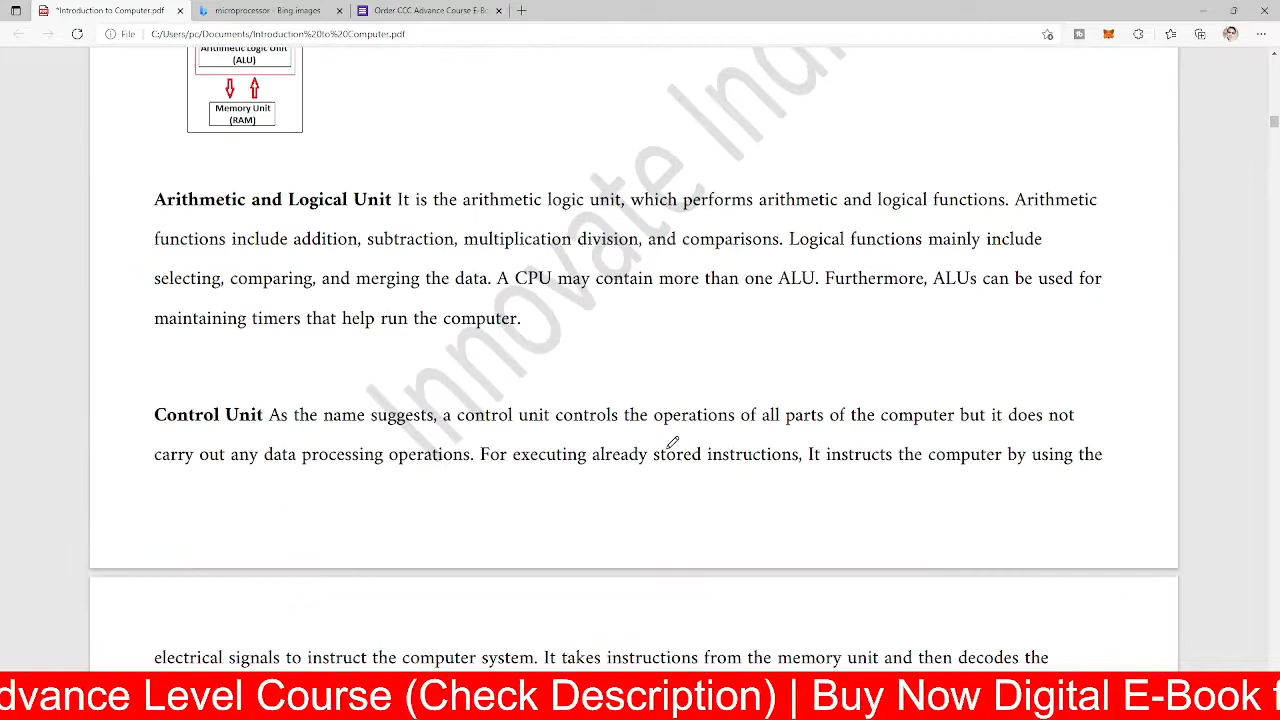 *Introduction to Computer.pdf
microprocessor - Bing images
Order CCC Advance Course E-Bo
File
C:/Users/pc/Documents/Introduction%20to%20Computer.pdf
Arithmetic Logic Unit
(ALU)
Memory Unit
(RAM)
Innovate Indi
Arithmetic and Logical Unit It is the arithmetic logic unit, which performs arithmetic and logical functions. Arithmetic
functions include addition, subtraction, multiplication division, and comparisons. Logical functions mainly include
selecting, comparing, and merging the data. A CPU may contain more than one ALU. Furthermore, ALUs can be used for
maintaining timers that help run the computer.
Control Unit As the name suggests, a control unit controls the operations of all parts of the computer but it does not
carry out any data processing operations. For executing already stored instructions, It instructs the computer by using the
electrical signals to instruct the computer system. It takes instructions from the memory unit and then decodes the
dvance Level Course (Check Description) | Buy Now Digital E-Book f